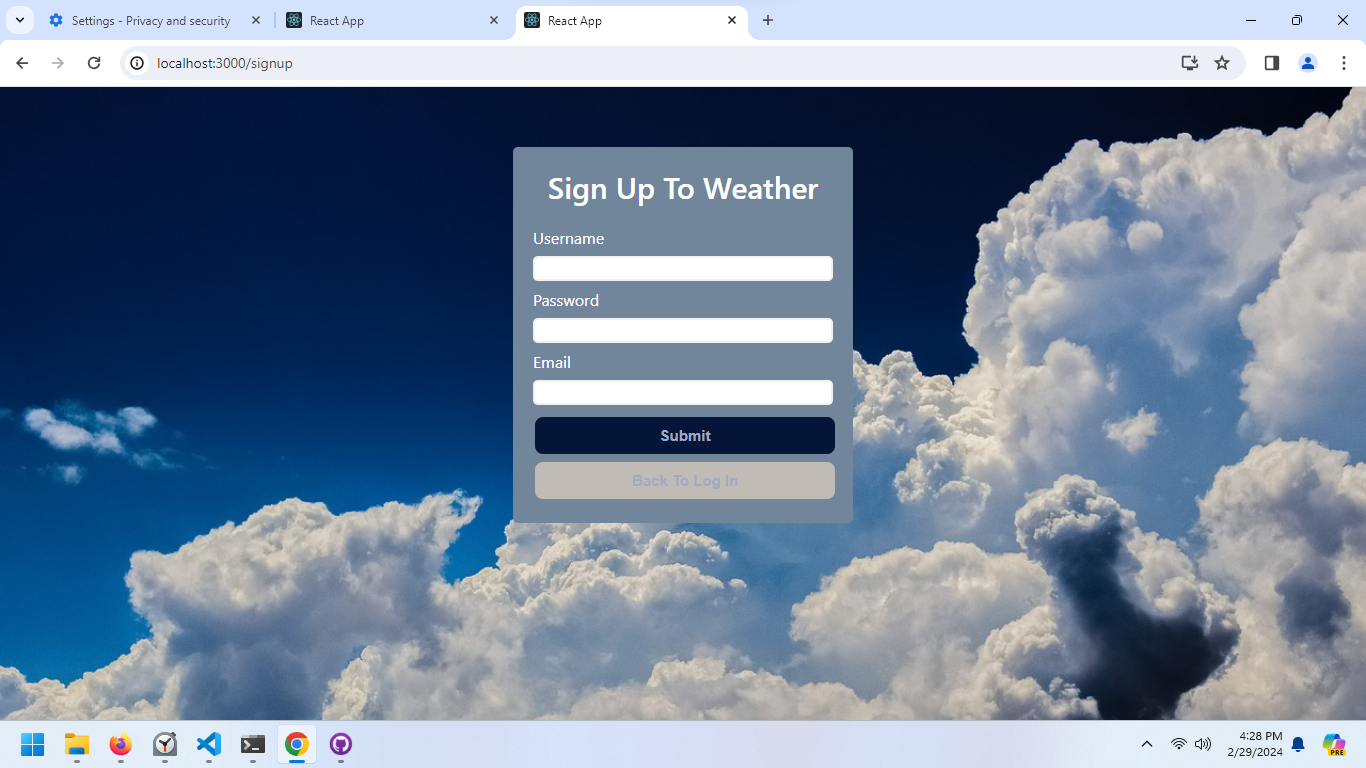 Settings - Privacy and security
React App
React App
localhost:3000/signup
Sign Up To Weather
Username
Password
Email
Submit
Back To Log In
4:28 PM
2/29/2024
PRE